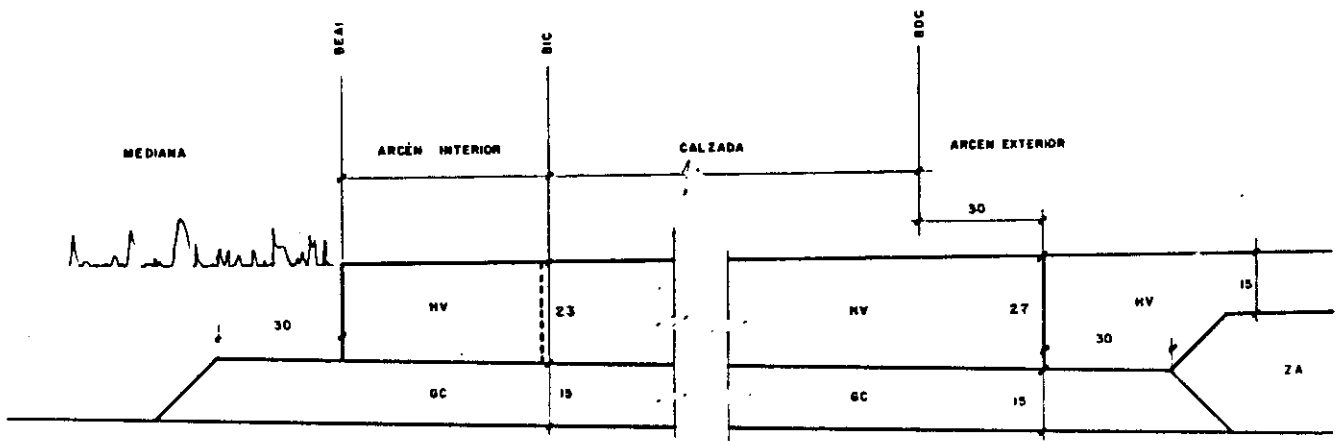 BEAI
BIC
BDC
MEDIANA
ARCÉN INTERIOR
CALZADA
ARCEN EXTERIOR
30
30
HV
23
HV
27
HV
15
30
ZA
GC
15
GC
15